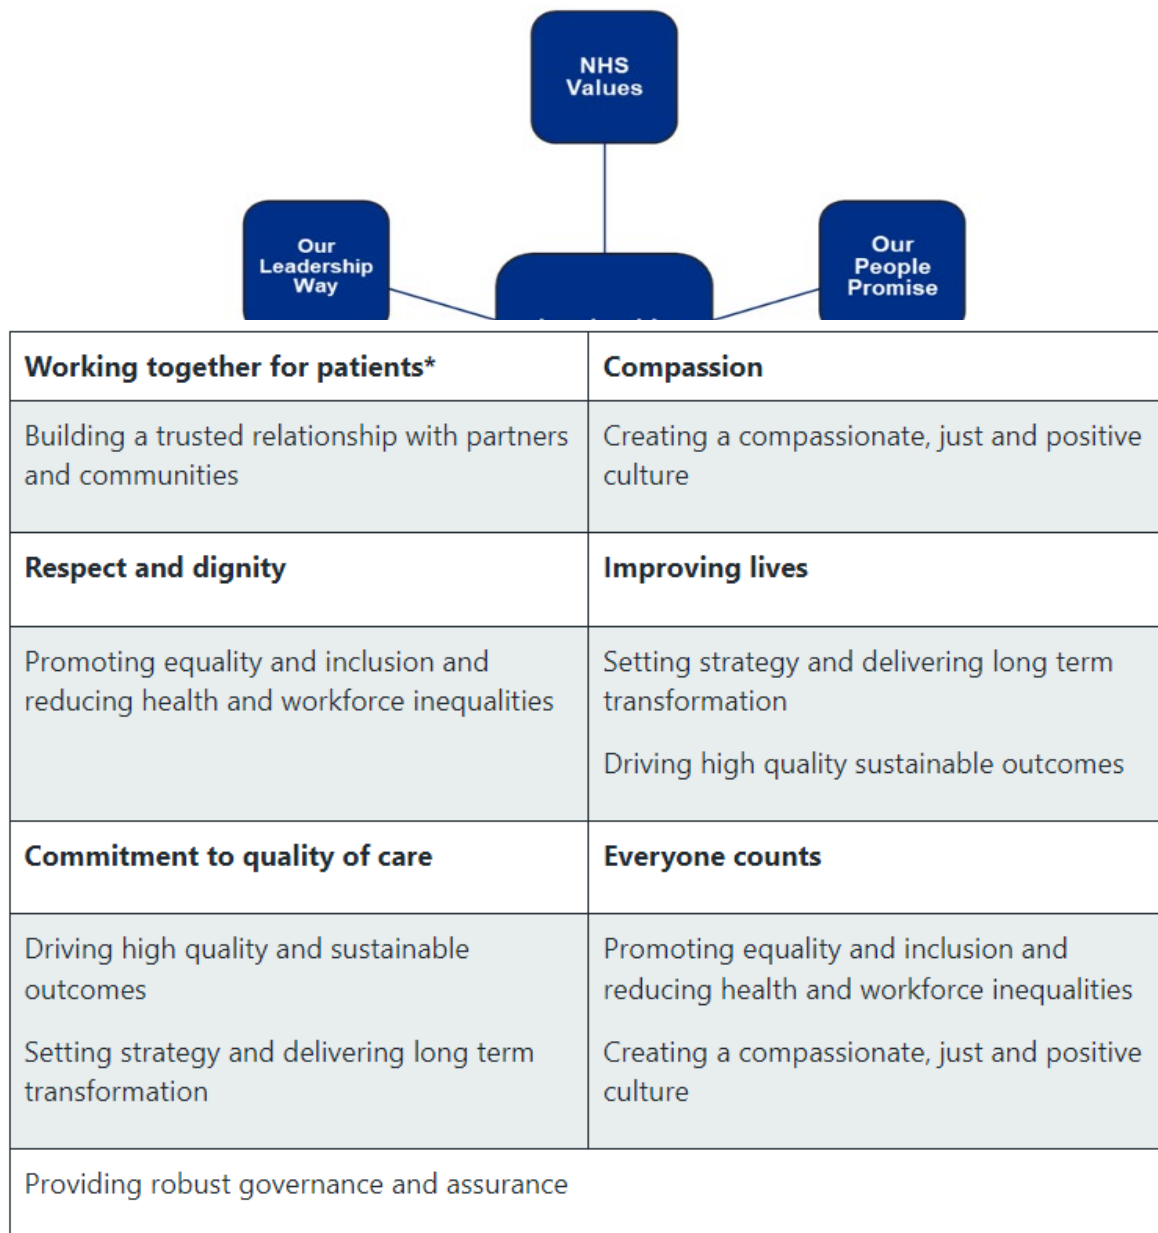 NHS
Values
Our
Leadership
Way
Our
People
Promise
Working together for patients*
Compassion
Building a trusted relationship with partners
and communities
Creating a compassionate, just and positive
culture
Respect and dignity
Improving lives
Promoting equality and inclusion and
reducing health and workforce inequalities
Setting strategy and delivering long term
transformation
Driving high quality sustainable outcomes
Commitment to quality of care
Everyone counts
Driving high quality and sustainable
outcomes
Setting strategy and delivering long term
transformation
Promoting equality and inclusion and
reducing health and workforce inequalities
Creating a compassionate, just and positive
culture
Providing robust governance and assurance